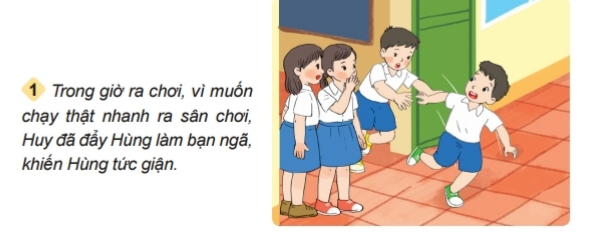 1 Trong giờ ra chơi, vì muốn
chạy thật nhanh ra sân chơi,
Huy đã đẩy Hùng làm bạn ngã,
khiến Hùng tức giận.